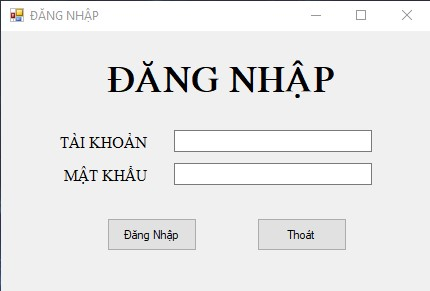 ĐĂNG NHẬP
ĐĂNG NHẬP
TÀI KHOẢN
MẬT KHẨU
Đăng Nhập
Thoát